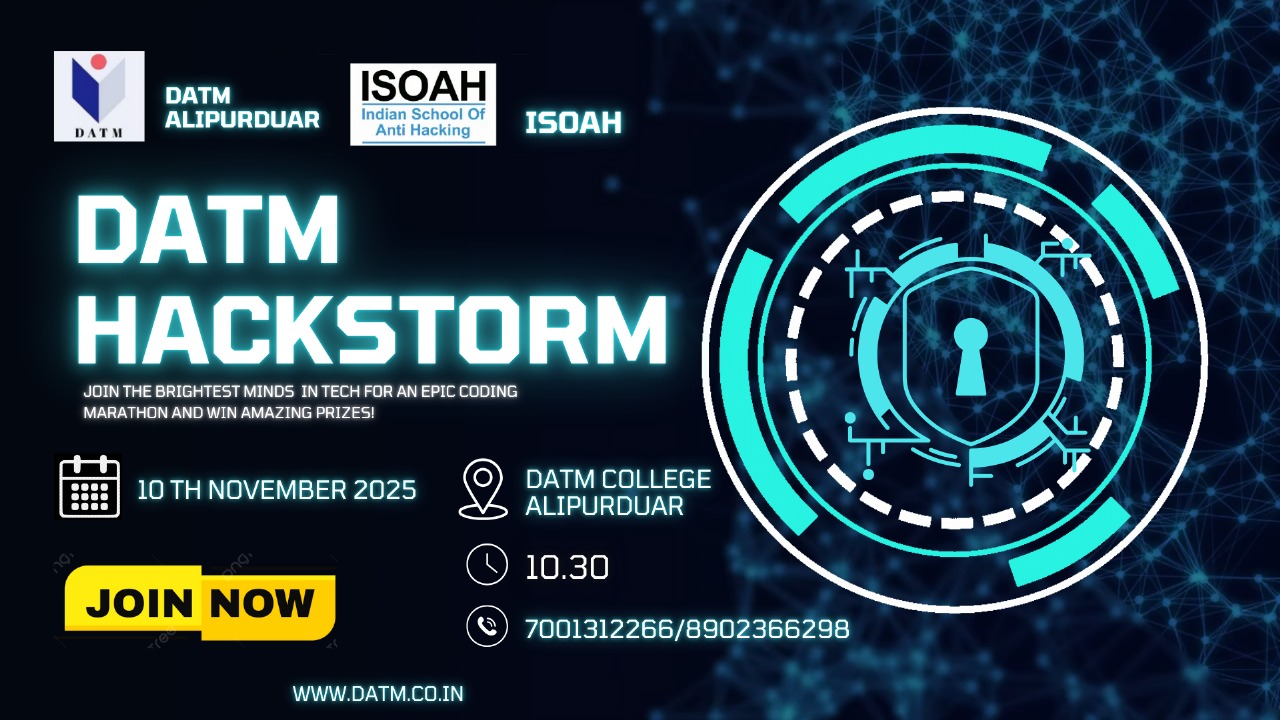 DATM
DATM
ALIPURDUAR
ISOAH
Indian School Of
Anti Hacking
ISOAH
DATM
HACKSTORM
JOIN THE BRIGHTEST MINDS IN TECH FOR AN EPIC CODING
MARATHON AND WIN AMAZING PRIZES!
10 TH NOVEMBER 2025
DATM COLLEGE
ALIPURDUAR
10.30
JOIN NOW
7001312266/8902366298
WWW.DATM.CO.IN